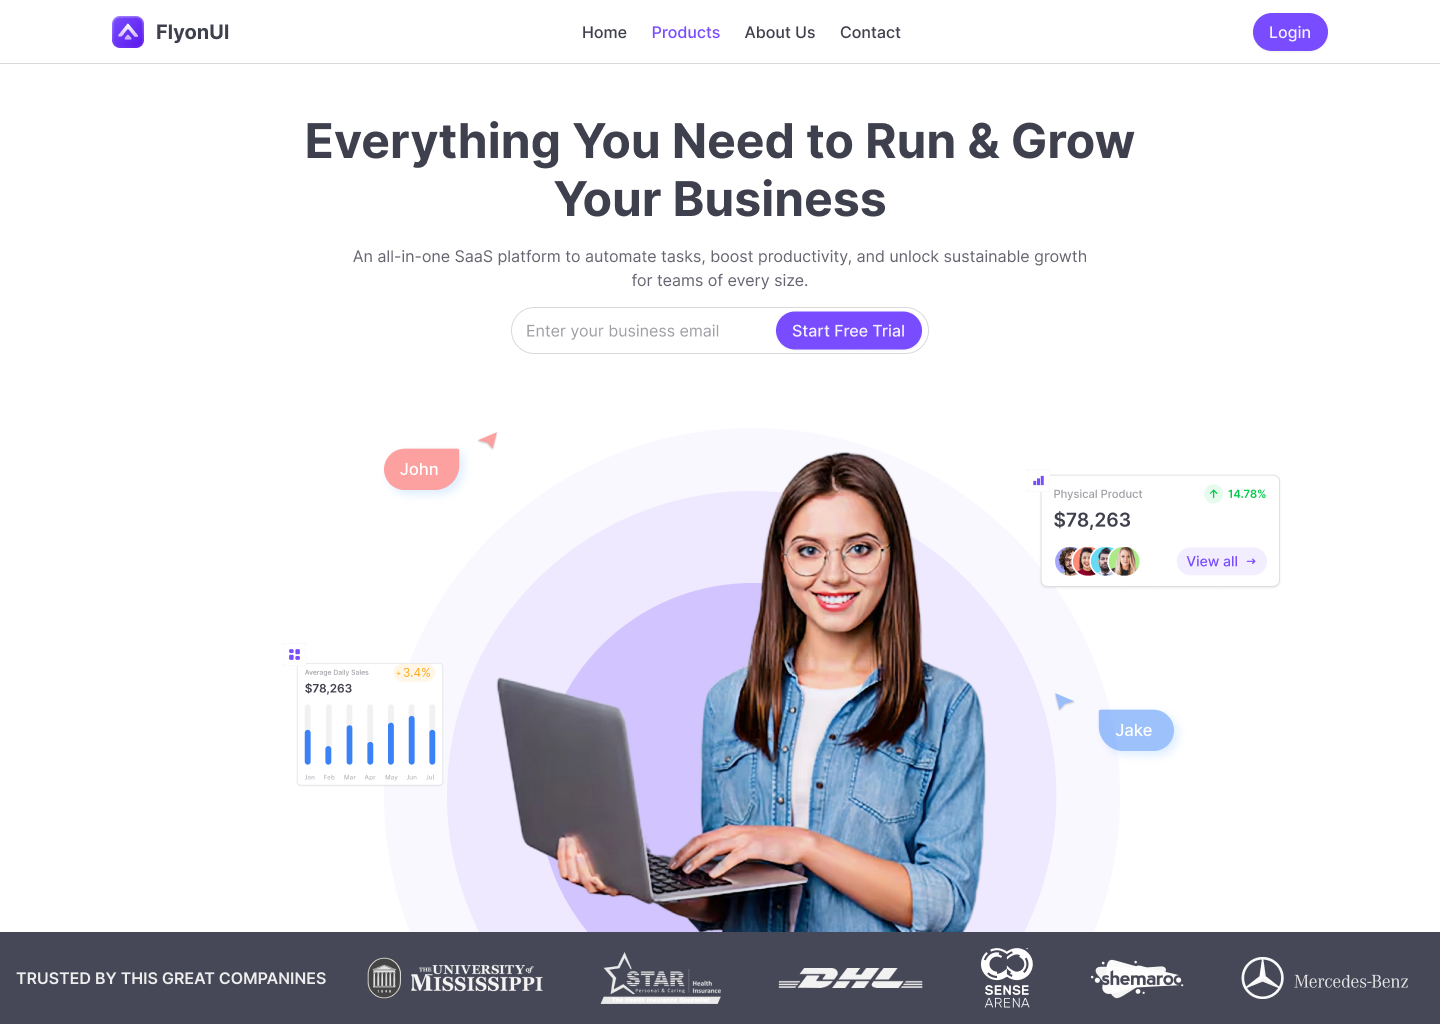 FlyonUI
Home
Products
About Us
Contact
Login
Everything You Need to Run & Grow
Your Business
An all-in-one SaaS platform to automate tasks, boost productivity, and unlock sustainable growth
for teams of every size.
Enter your business email
Start Free Trial
John
Physical Product
14.78%
$78,263
View all
Average Daily Sales
+3.4%
$78,263
Jan Feb Mar Apr May Jun Jul
Jake
TRUSTED BY THIS GREAT COMPANINES
THE UNIVERSITY of
MISSISSIPPI
STAR
Personal & Caring
Health
Insurance
DHL
SENSE
ARENA
shemaroo
Mercedes-Benz